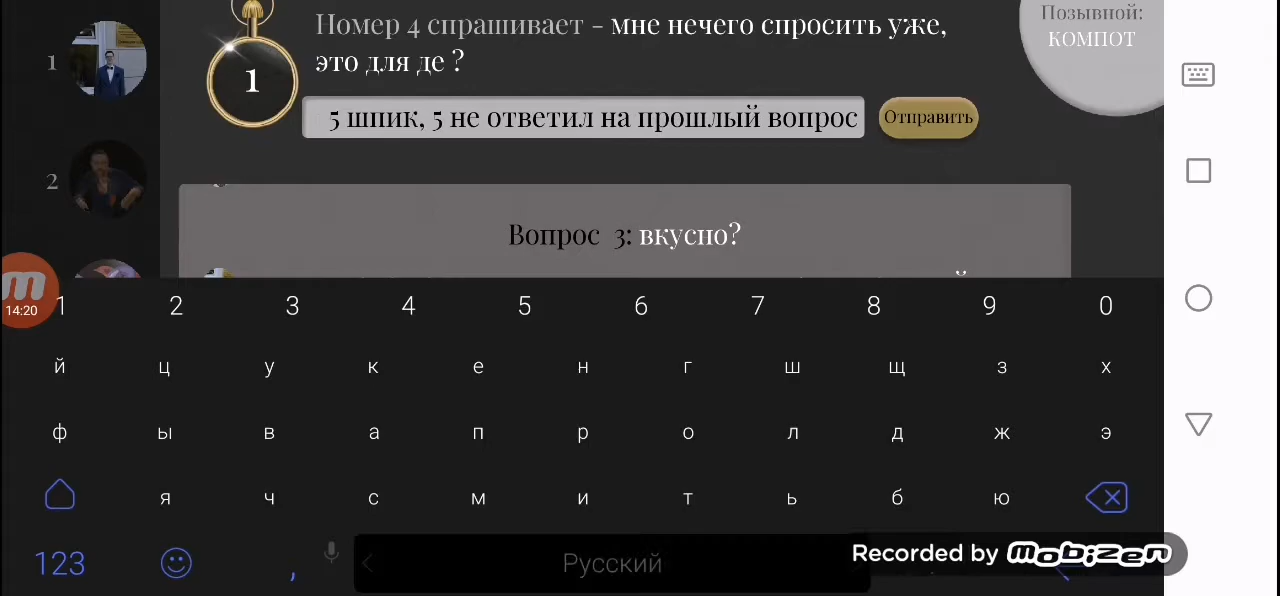 Номер 4 спрашивает - мне нечего спросить уже,
это для де ?
1
1
5 шпик, 5 не ответил на прошлый вопрос
Отправить
Позывной:
КОМПОТ
2
Вопрос 3: вкусно?
14:20
1 2 3 4 5 6 7 8 9 0
й ц у к е н г ш щ з х
ф ы в а п р о л д ж э
я ч с м и т ь б ю
123 , Русский
Recorded by mobizen